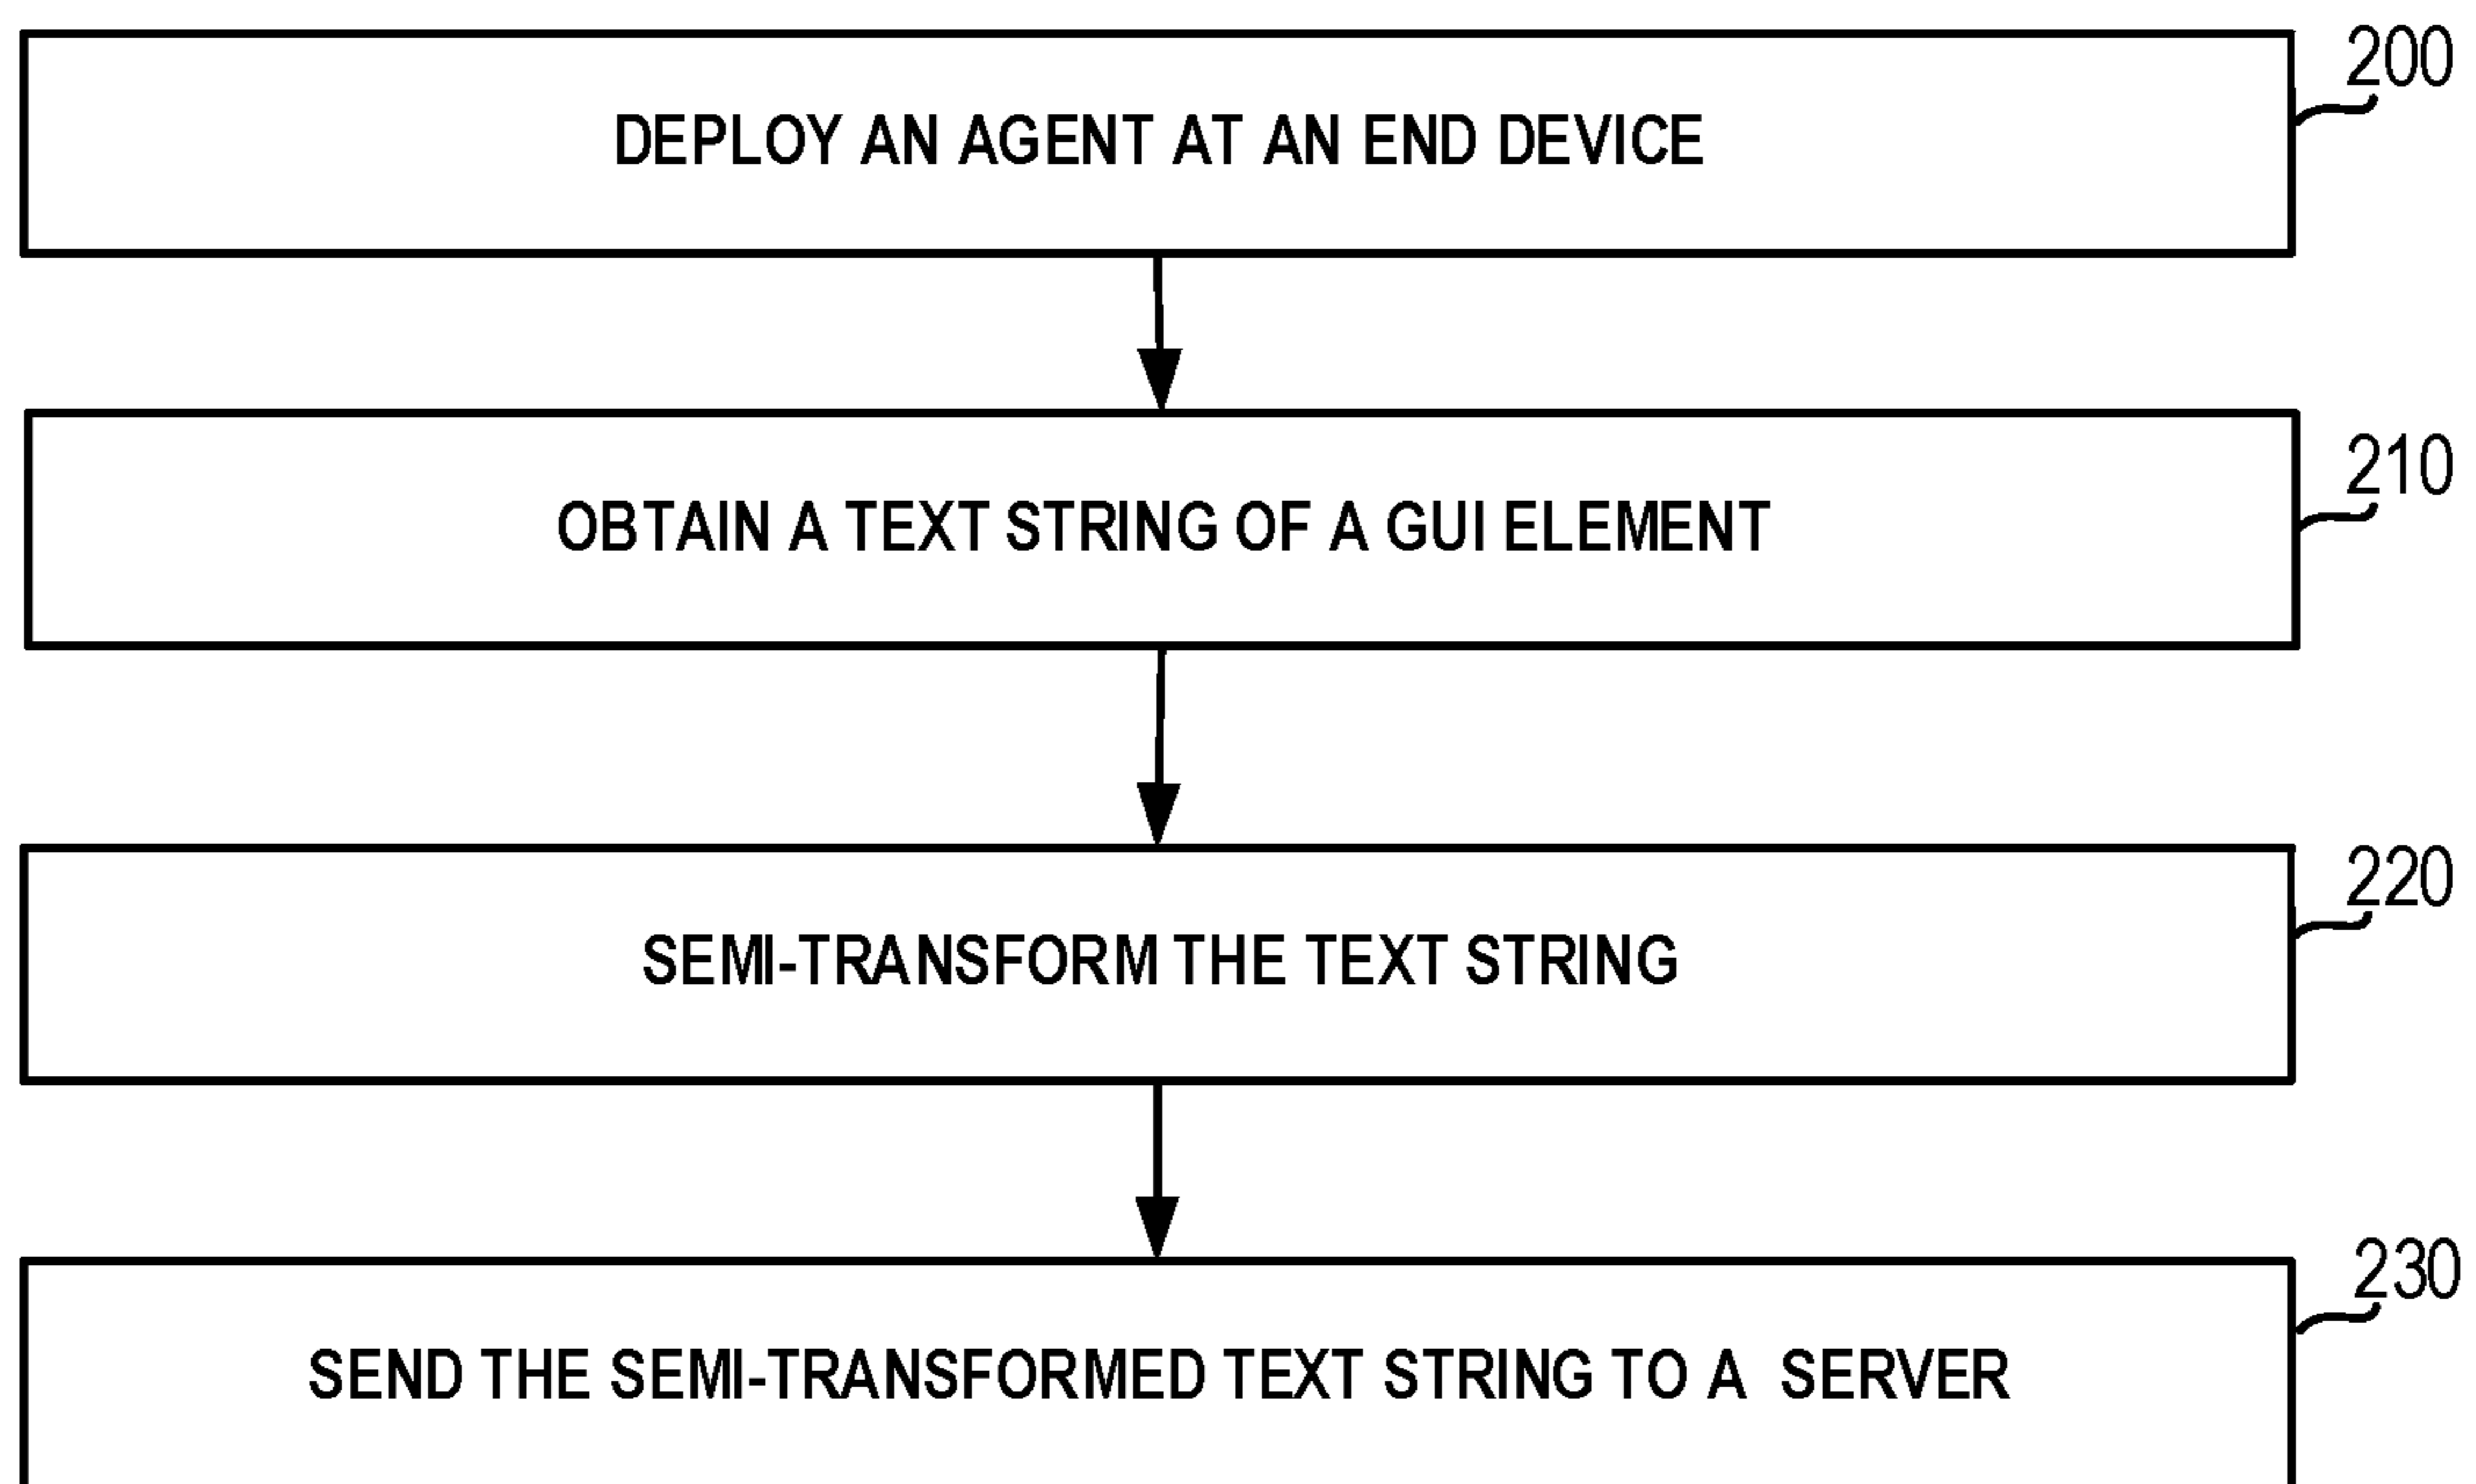 200
DEPLOY AN AGENT AT AN END DEVICE
210
OBTAIN A TEXT STRING OF A GUI ELEMENT
220
SEMI-TRANSFORM THE TEXT STRING
230
SEND THE SEMI-TRANSFORMED TEXT STRING TO A SERVER